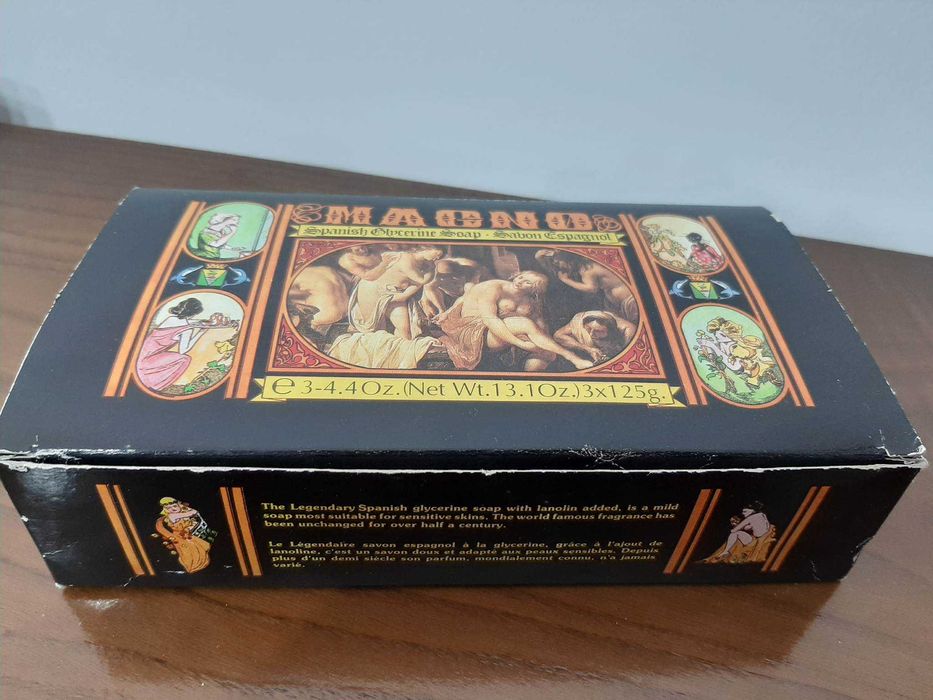 MAGNO
Spanish Glycerine Soap - Sabon Espagnol
℮ 3-4.4Oz.(Net Wt.13.1Oz.)3x125g.
The Legendary Spanish glycerine soap with lanolin added, is a mild
soap most suitable for sensitive skins. The world famous fragrance has
been unchanged for over half a century.
Le Légendaire savon espagnol à la glycerine, grâce à l'ajout de
lanoline, c'est un savon doux et adapté aux peaux sensibles. Depuis
plus d'un demi siècle son parfum, mondialement connu, n'a jamais
varié.